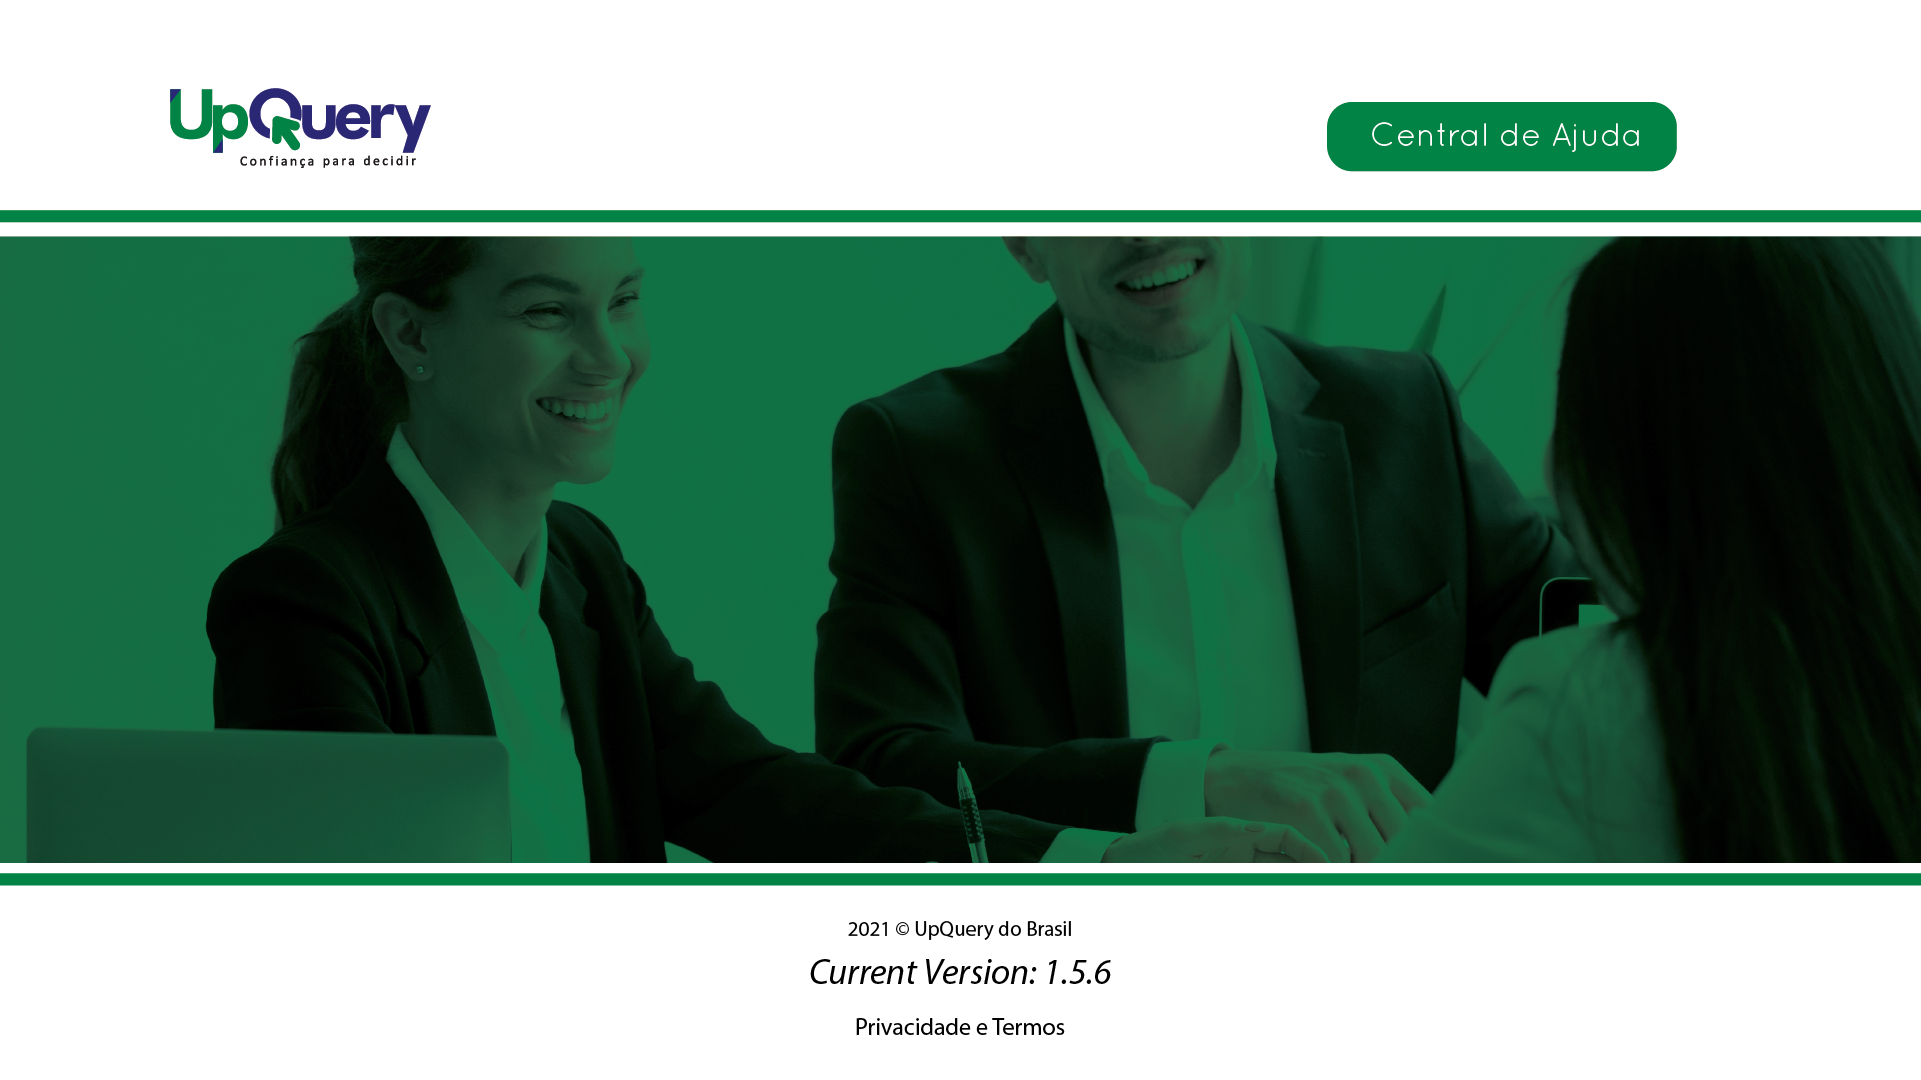 UpQuery
Confiança para decidir
Central de Ajuda
2021 © UpQuery do Brasil
Current Version: 1.5.6
Privacidade e Termos